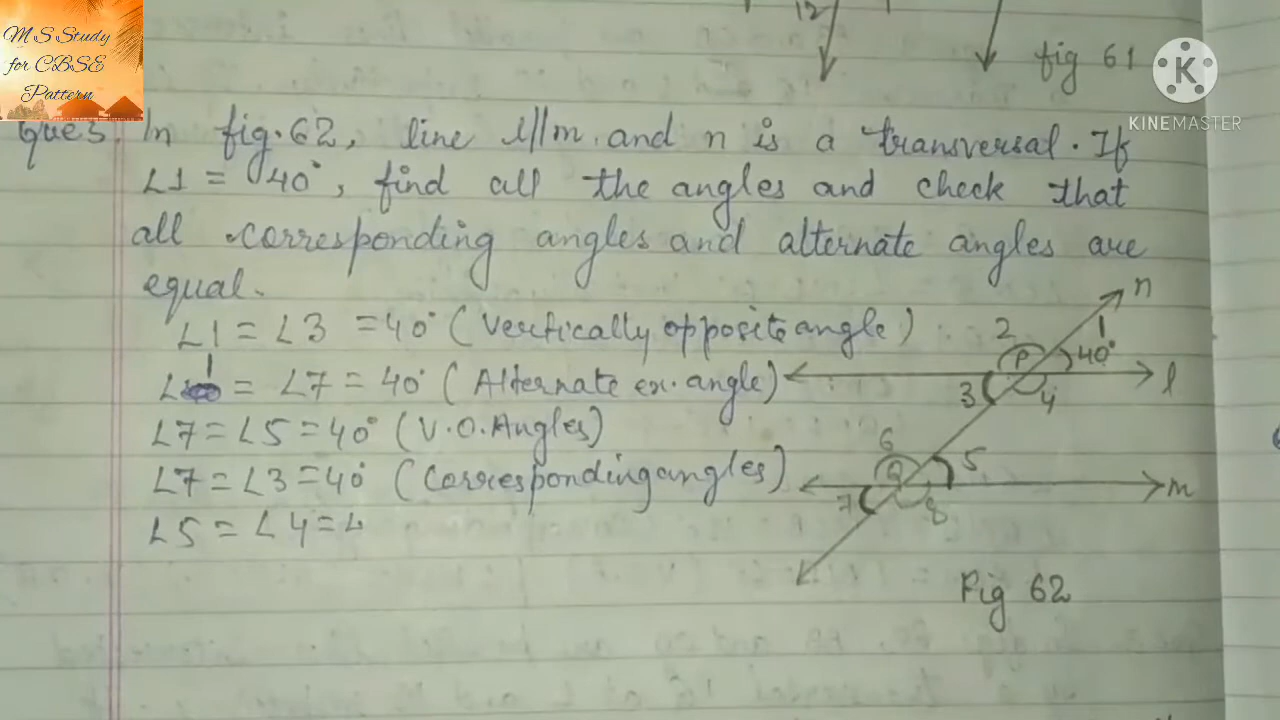 M S Study
for CBSE
Pattern
12
fig 61
K
KINEMASTER
Ques. In fig. 62, line l//m and n is a transversal. If
∠1 = 40°, find all the angles and check that
all corresponding angles and alternate angles are
equal.
∠1 = ∠3 = 40° (Vertically opposite angle)
∠1 = ∠7 = 40° (Alternate ex. angle)
∠7 = ∠5 = 40° (V.O. Angles)
∠7 = ∠3 = 40° (Corresponding angles)
∠5 = ∠4 = ∠
n
2 1
P 40°
l
3 4
6 5
Q m
7 8
Fig 62